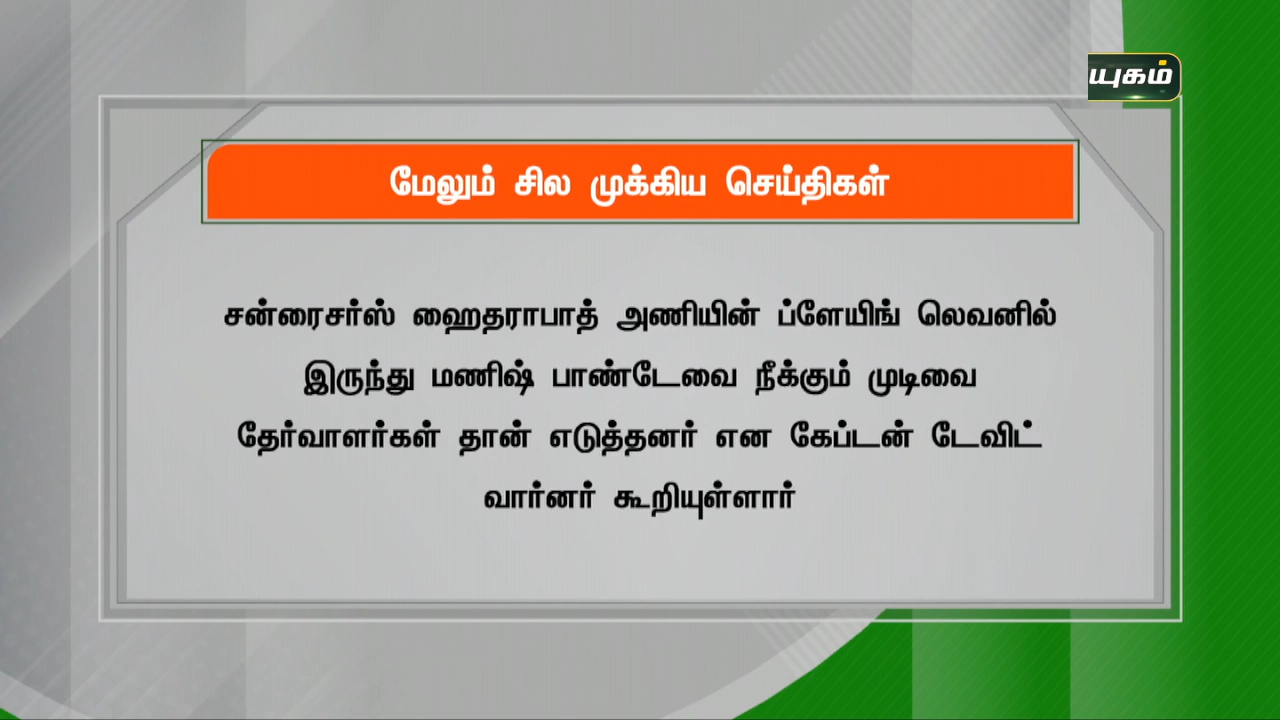 யுகம்
மேலும் சில முக்கிய செய்திகள்
சன்ரைசர்ஸ் ஹைதராபாத் அணியின் ப்ளேயிங் லெவனில்
இருந்து மணிஷ் பாண்டேவை நீக்கும் முடிவை
தேர்வாளர்கள் தான் எடுத்தனர் என கேப்டன் டேவிட்
வார்னர் கூறியுள்ளார்